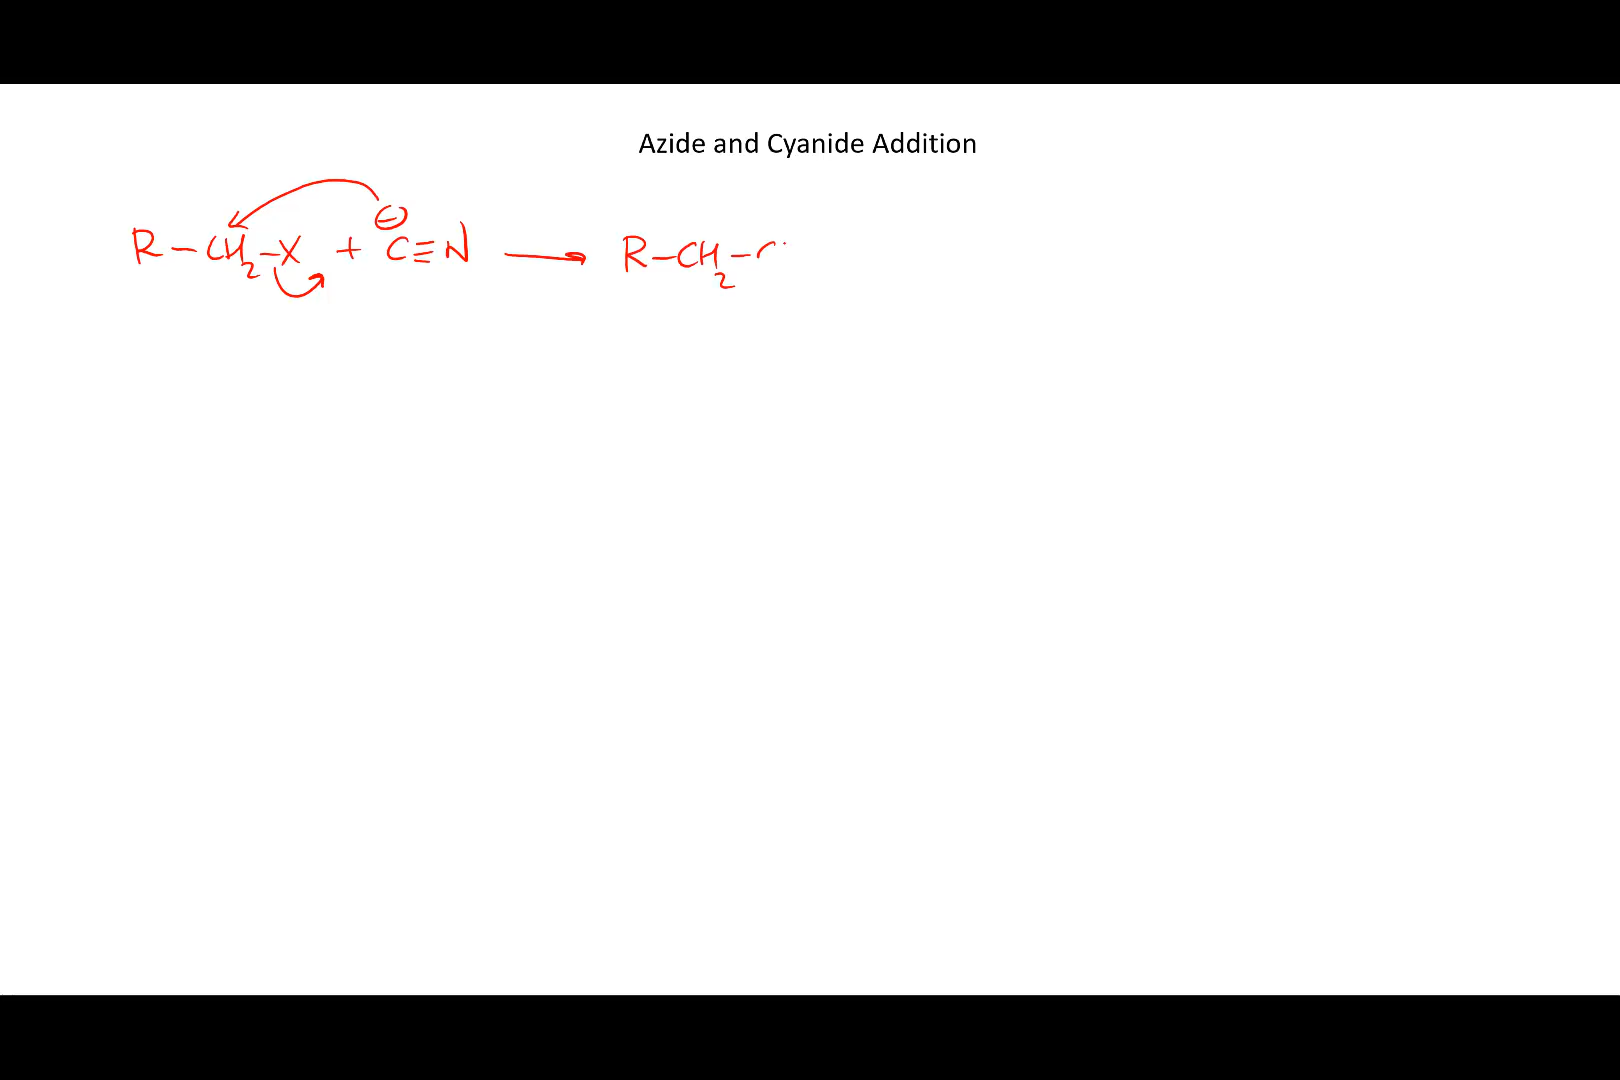 Azide and Cyanide Addition
R-CH₂-X + ⊖C≡N → R-CH₂-